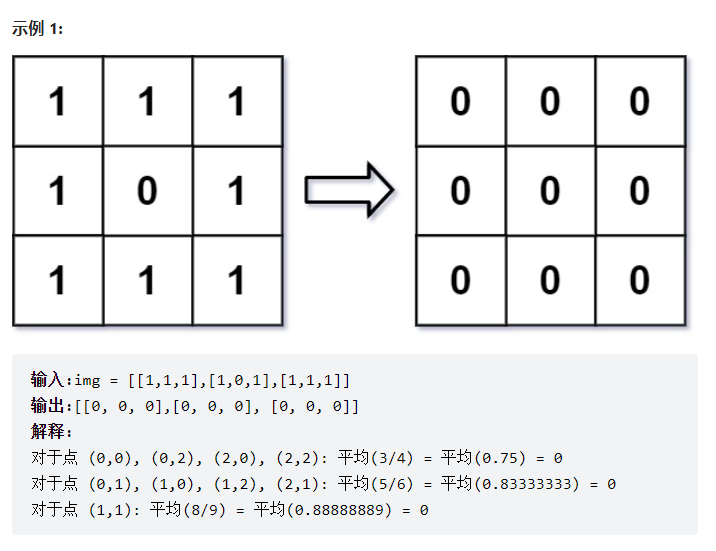 示例 1:
1 1 1 0 0 0
1 0 1 0 0 0
1 1 1 0 0 0
输入:img = [[1,1,1],[1,0,1],[1,1,1]]
输出:[[0, 0, 0],[0, 0, 0], [0, 0, 0]]
解释:
对于点 (0,0), (0,2), (2,0), (2,2): 平均(3/4) = 平均(0.75) = 0
对于点 (0,1), (1,0), (1,2), (2,1): 平均(5/6) = 平均(0.83333333) = 0
对于点 (1,1): 平均(8/9) = 平均(0.88888889) = 0